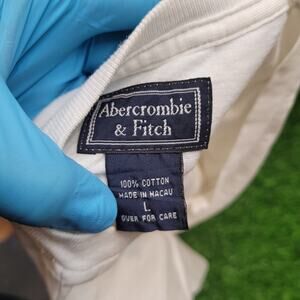 Abercrombie
& Fitch
100% COTTON
MADE IN MACAU
L
OVER FOR CARE